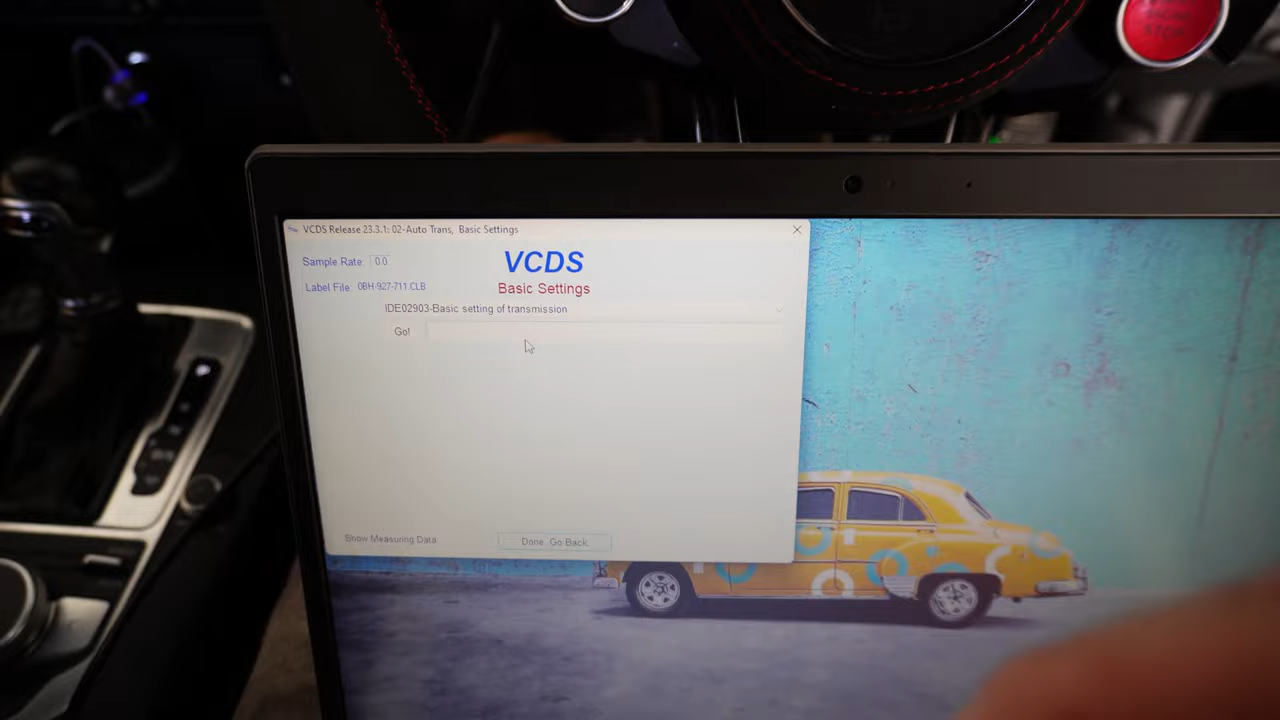 VCDS Release 23.3.1: 02-Auto Trans, Basic Settings
Sample Rate: 0.0
VCDS
Label File: 0BH-927-711.CLB
Basic Settings
IDE02903-Basic setting of transmission
Go!
Show Measuring Data
Done. Go Back.